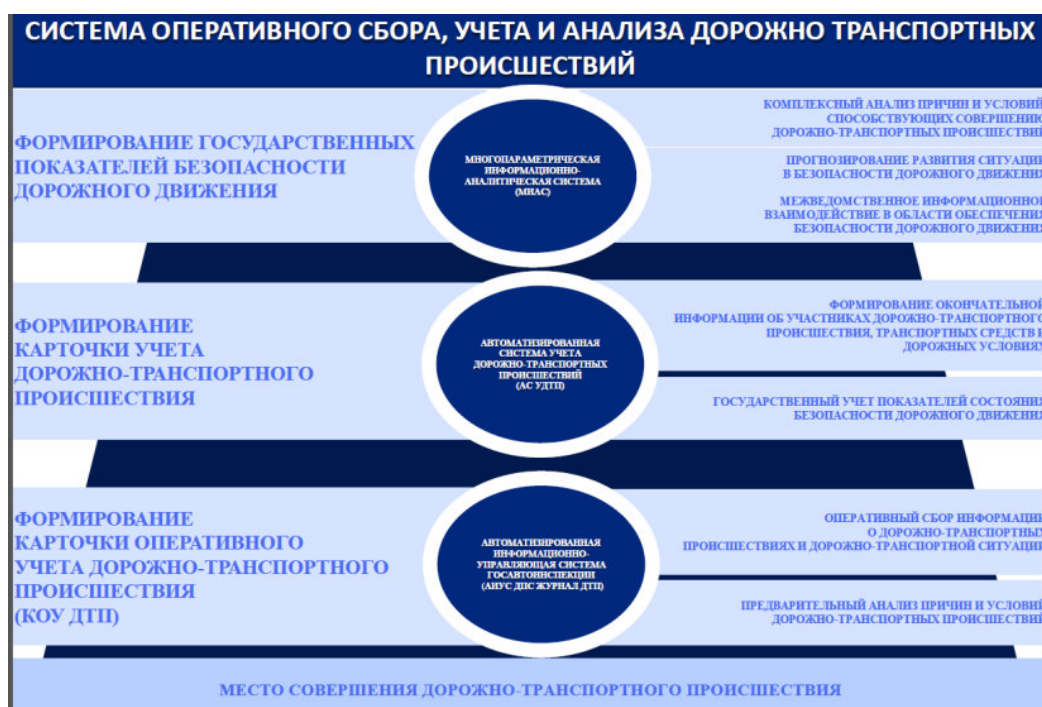 СИСТЕМА ОПЕРАТИВНОГО СБОРА, УЧЕТА И АНАЛИЗА ДОРОЖНО ТРАНСПОРТНЫХ
ПРОИСШЕСТВИЙ
ФОРМИРОВАНИЕ ГОСУДАРСТВЕННЫХ
ПОКАЗАТЕЛЕЙ БЕЗОПАСНОСТИ
ДОРОЖНОГО ДВИЖЕНИЯ
МНОГОПАРАМЕТРИЧЕСКАЯ
ИНФОРМАЦИОННО-
АНАЛИТИЧЕСКАЯ СИСТЕМА
(МИАС)
КОМПЛЕКСНЫЙ АНАЛИЗ ПРИЧИН И УСЛОВИЙ
СПОСОБСТВУЮЩИХ СОВЕРШЕНИЮ
ДОРОЖНО-ТРАНСПОРТНЫХ ПРОИСШЕСТВИЙ
ПРОГНОЗИРОВАНИЕ РАЗВИТИЯ СИТУАЦИИ
В БЕЗОПАСНОСТИ ДОРОЖНОГО ДВИЖЕНИЯ
МЕЖВЕДОМСТВЕННОЕ ИНФОРМАЦИОННОЕ
ВЗАИМОДЕЙСТВИЕ В ОБЛАСТИ ОБЕСПЕЧЕНИЯ
БЕЗОПАСНОСТИ ДОРОЖНОГО ДВИЖЕНИЯ
ФОРМИРОВАНИЕ
КАРТОЧКИ УЧЕТА
ДОРОЖНО-ТРАНСПОРТНОГО
ПРОИСШЕСТВИЯ
АВТОМАТИЗИРОВАННАЯ
СИСТЕМА УЧЕТА
ДОРОЖНО-ТРАНСПОРТНЫХ
ПРОИСШЕСТВИЙ
(АС УДТП)
ФОРМИРОВАНИЕ ОКОНЧАТЕЛЬНОЙ
ИНФОРМАЦИИ ОБ УЧАСТНИКАХ ДОРОЖНО-ТРАНСПОРТНОГО
ПРОИСШЕСТВИЯ, ТРАНСПОРТНЫХ СРЕДСТВ И
ДОРОЖНЫХ УСЛОВИЯХ
ГОСУДАРСТВЕННЫЙ УЧЕТ ПОКАЗАТЕЛЕЙ СОСТОЯНИЯ
БЕЗОПАСНОСТИ ДОРОЖНОГО ДВИЖЕНИЯ
ФОРМИРОВАНИЕ
КАРТОЧКИ ОПЕРАТИВНОГО
УЧЕТА ДОРОЖНО-ТРАНСПОРТНОГО
ПРОИСШЕСТВИЯ
(КОУ ДТП)
АВТОМАТИЗИРОВАННАЯ
ИНФОРМАЦИОННО-
УПРАВЛЯЮЩАЯ СИСТЕМА
ГОСАВТОИНСПЕКЦИИ
(АИУС ДПС ЖУРНАЛ ДТП)
ОПЕРАТИВНЫЙ СБОР ИНФОРМАЦИИ
О ДОРОЖНО-ТРАНСПОРТНЫХ
ПРОИСШЕСТВИЯХ И ДОРОЖНО-ТРАНСПОРТНОЙ СИТУАЦИИ
ПРЕДВАРИТЕЛЬНЫЙ АНАЛИЗ ПРИЧИН И УСЛОВИЙ
ДОРОЖНО-ТРАНСПОРТНЫХ ПРОИСШЕСТВИЙ
МЕСТО СОВЕРШЕНИЯ ДОРОЖНО-ТРАНСПОРТНОГО ПРОИСШЕСТВИЯ